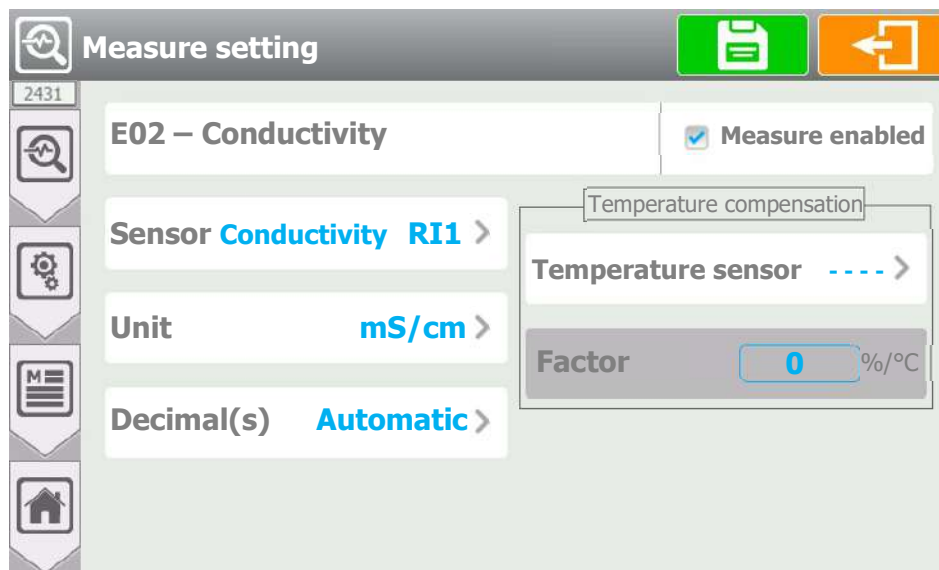 Measure setting
2431
E02 – Conductivity
Measure enabled
Sensor Conductivity RI1 >
Unit mS/cm >
Decimal(s) Automatic >
Temperature compensation
Temperature sensor - - - - >
Factor 0 %/°C
M